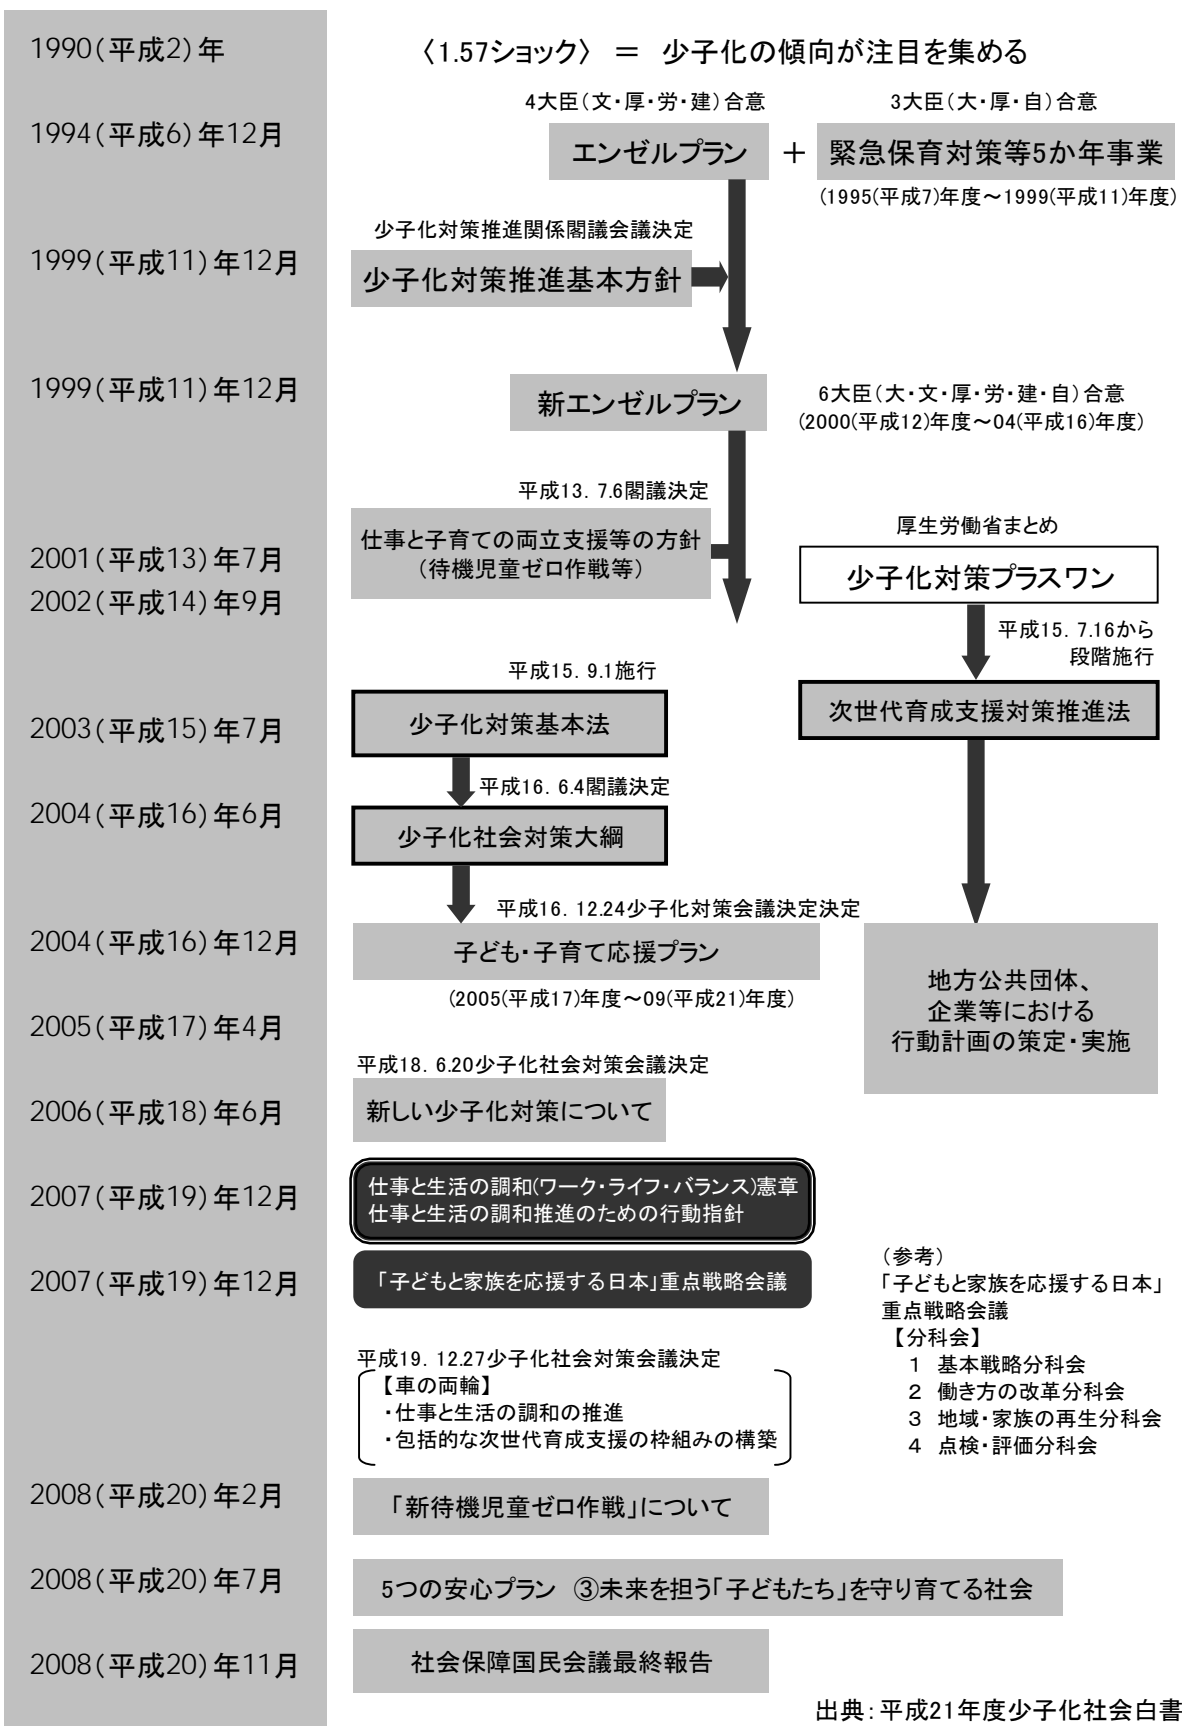 1990(平成2)年
〈1.57ショック〉 ＝ 少子化の傾向が注目を集める
4大臣(文・厚・労・建)合意
3大臣(大・厚・自)合意
1994(平成6)年12月
エンゼルプラン ＋ 緊急保育対策等5か年事業
(1995(平成7)年度～1999(平成11)年度)
少子化対策推進関係閣議会議決定
1999(平成11)年12月
少子化対策推進基本方針
1999(平成11)年12月
新エンゼルプラン
6大臣(大・文・厚・労・建・自)合意
(2000(平成12)年度～04(平成16)年度)
平成13. 7.6閣議決定
2001(平成13)年7月
仕事と子育ての両立支援等の方針
(待機児童ゼロ作戦等)
厚生労働省まとめ
2002(平成14)年9月
少子化対策プラスワン
平成15. 7.16から
段階施行
平成15. 9.1施行
2003(平成15)年7月
少子化対策基本法
次世代育成支援対策推進法
平成16. 6.4閣議決定
2004(平成16)年6月
少子化社会対策大綱
平成16. 12.24少子化対策会議決定決定
2004(平成16)年12月
子ども・子育て応援プラン
(2005(平成17)年度～09(平成21)年度)
地方公共団体、
企業等における
行動計画の策定・実施
2005(平成17)年4月
平成18. 6.20少子化社会対策会議決定
2006(平成18)年6月
新しい少子化対策について
2007(平成19)年12月
仕事と生活の調和(ワーク・ライフ・バランス)憲章
仕事と生活の調和推進のための行動指針
2007(平成19)年12月
「子どもと家族を応援する日本」重点戦略会議
(参考)
「子どもと家族を応援する日本」
重点戦略会議
【分科会】
1 基本戦略分科会
2 働き方の改革分科会
3 地域・家族の再生分科会
4 点検・評価分科会
平成19. 12.27少子化社会対策会議決定
【車の両輪】
・仕事と生活の調和の推進
・包括的な次世代育成支援の枠組みの構築
2008(平成20)年2月
「新待機児童ゼロ作戦」について
2008(平成20)年7月
5つの安心プラン ③未来を担う「子どもたち」を守り育てる社会
2008(平成20)年11月
社会保障国民会議最終報告
出典:平成21年度少子化社会白書